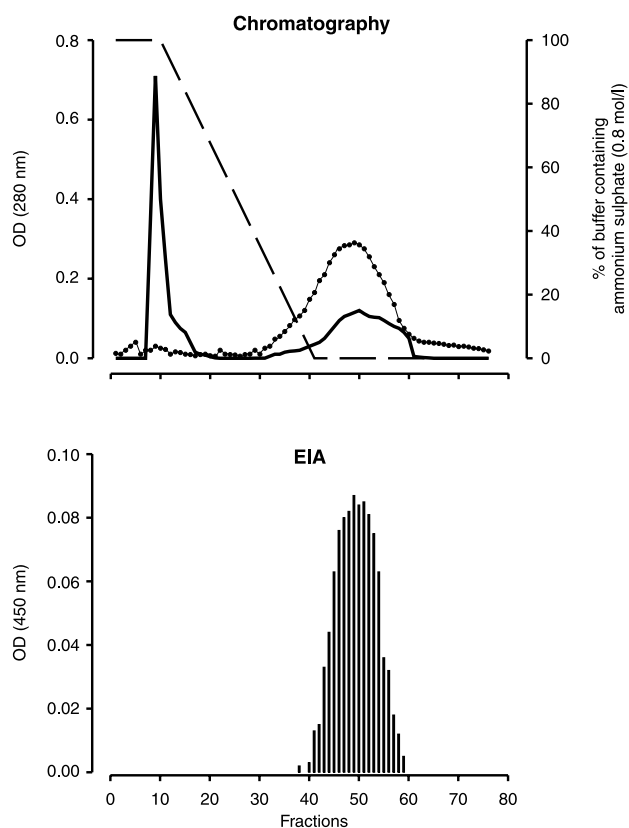 Chromatography
0.8
0.6
0.4
0.2
0.0
OD (280 nm)
100
80
60
40
20
0
% of buffer containing
ammonium sulphate (0.8 mol/l)
EIA
0.10
0.08
0.06
0.04
0.02
0.00
OD (450 nm)
0 10 20 30 40 50 60 70 80
Fractions